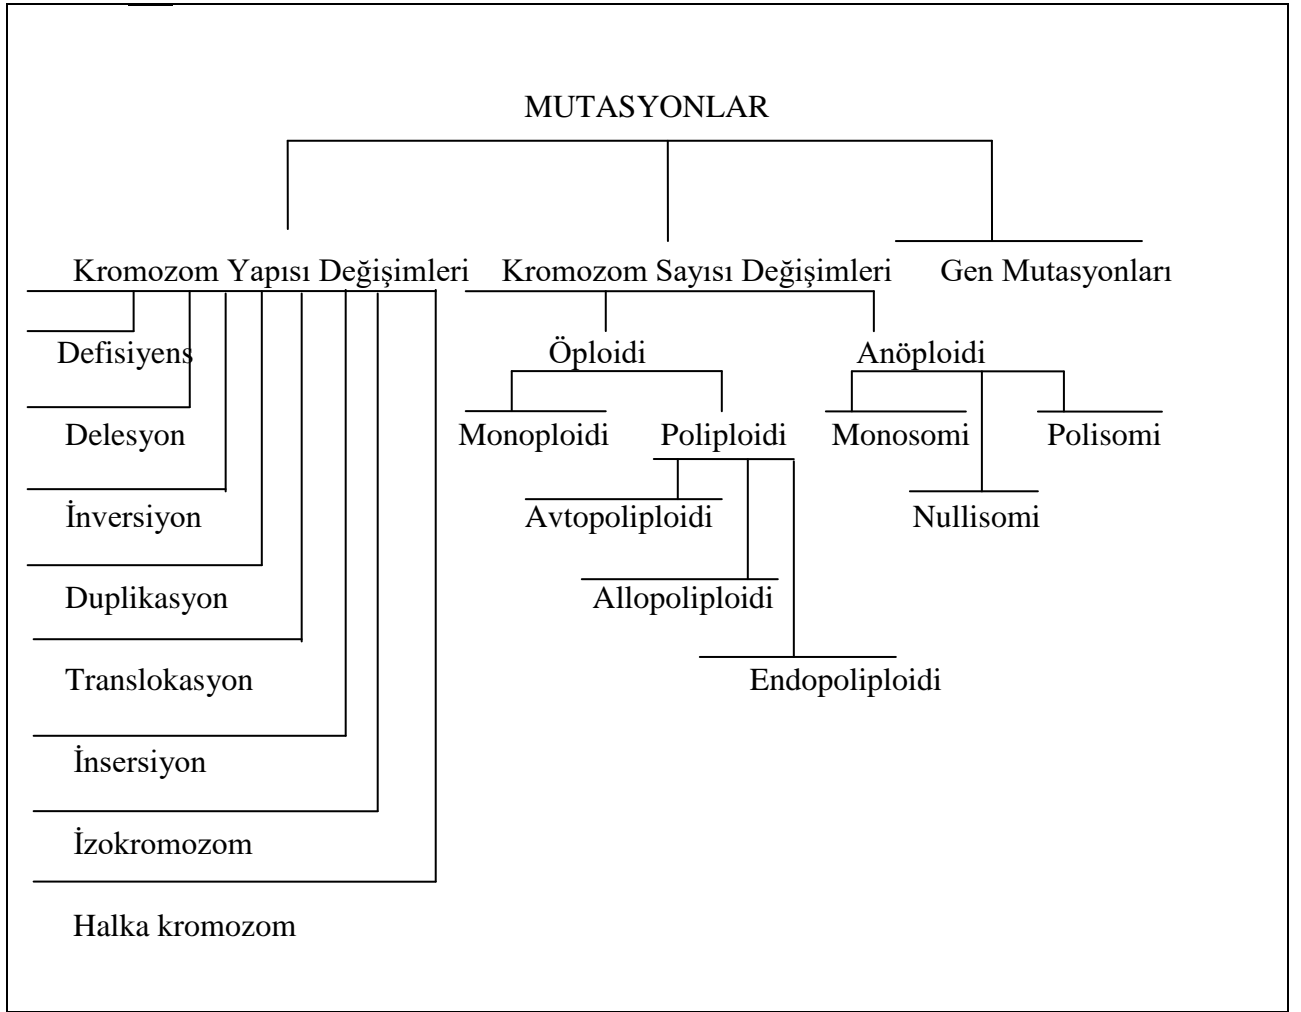 MUTASYONLAR
Kromozom Yapısı Değişimleri
Kromozom Sayısı Değişimleri
Gen Mutasyonları
Defisiyens
Öploidi
Anöploidi
Delesyon
Monoploidi
Poliploidi
Monosomi
Polisomi
İnversiyon
Avtopoliploidi
Nullisomi
Duplikasyon
Allopoliploidi
Translokasyon
Endopoliploidi
İnsersiyon
İzokromozom
Halka kromozom